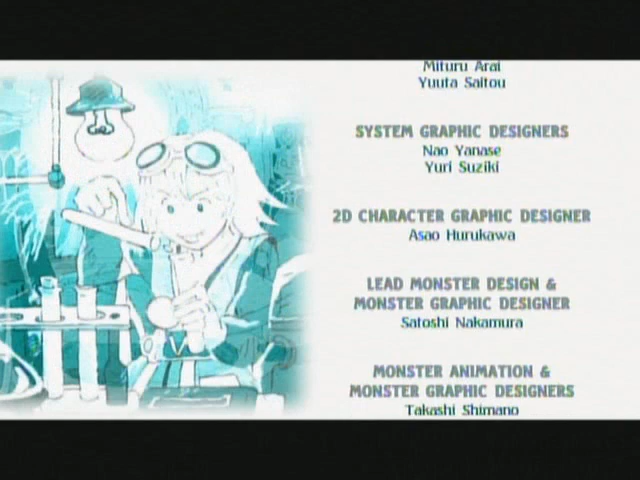 Mituru Arai
Yuuta Saitou
SYSTEM GRAPHIC DESIGNERS
Nao Yanase
Yuri Suziki
2D CHARACTER GRAPHIC DESIGNER
Asao Hurukawa
LEAD MONSTER DESIGN &
MONSTER GRAPHIC DESIGNER
Satoshi Nakamura
MONSTER ANIMATION &
MONSTER GRAPHIC DESIGNERS
Takashi Shimano